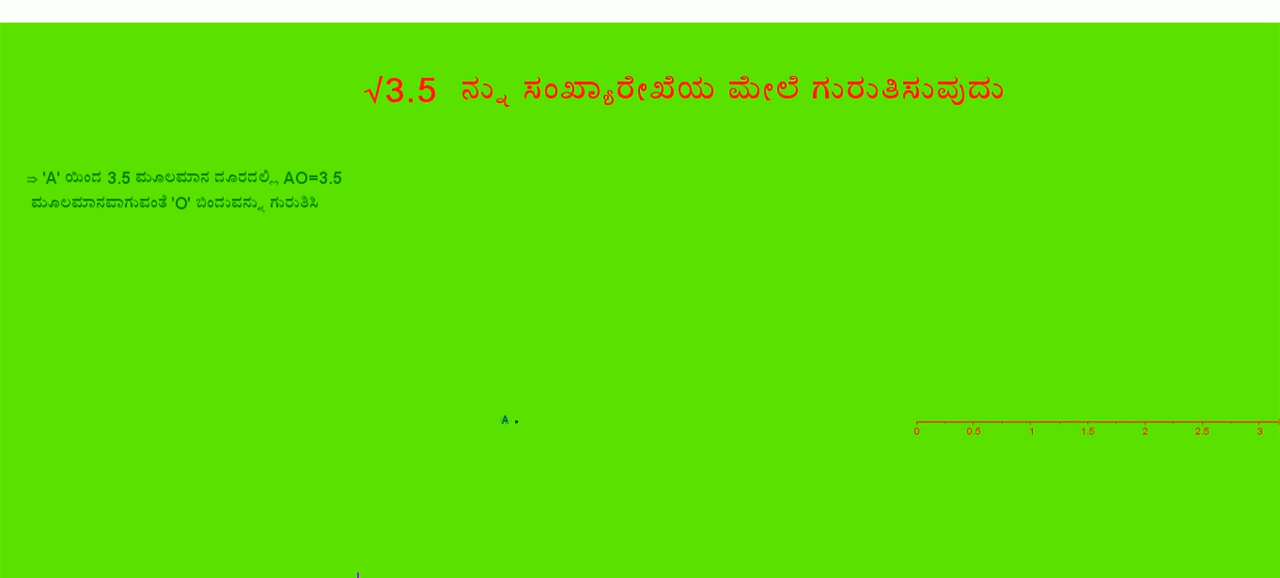 √3.5 ನ್ನು ಸಂಖ್ಯಾರೇಖೆಯ ಮೇಲೆ ಗುರುತಿಸುವುದು
⇒ 'A' ಯಿಂದ 3.5 ಮೂಲಮಾನ ದೂರದಲ್ಲಿ AO=3.5
ಮೂಲಮಾನವಾಗುವಂತೆ 'O' ಬಿಂದುವನ್ನು ಗುರುತಿಸಿ
A
0 0.5 1 1.5 2 2.5 3